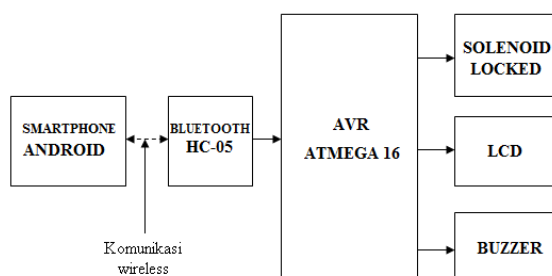 SMARTPHONE
ANDROID
BLUETOOTH
HC-05
AVR
ATMEGA 16
SOLENOID
LOCKED
LCD
BUZZER
Komunikasi
wireless